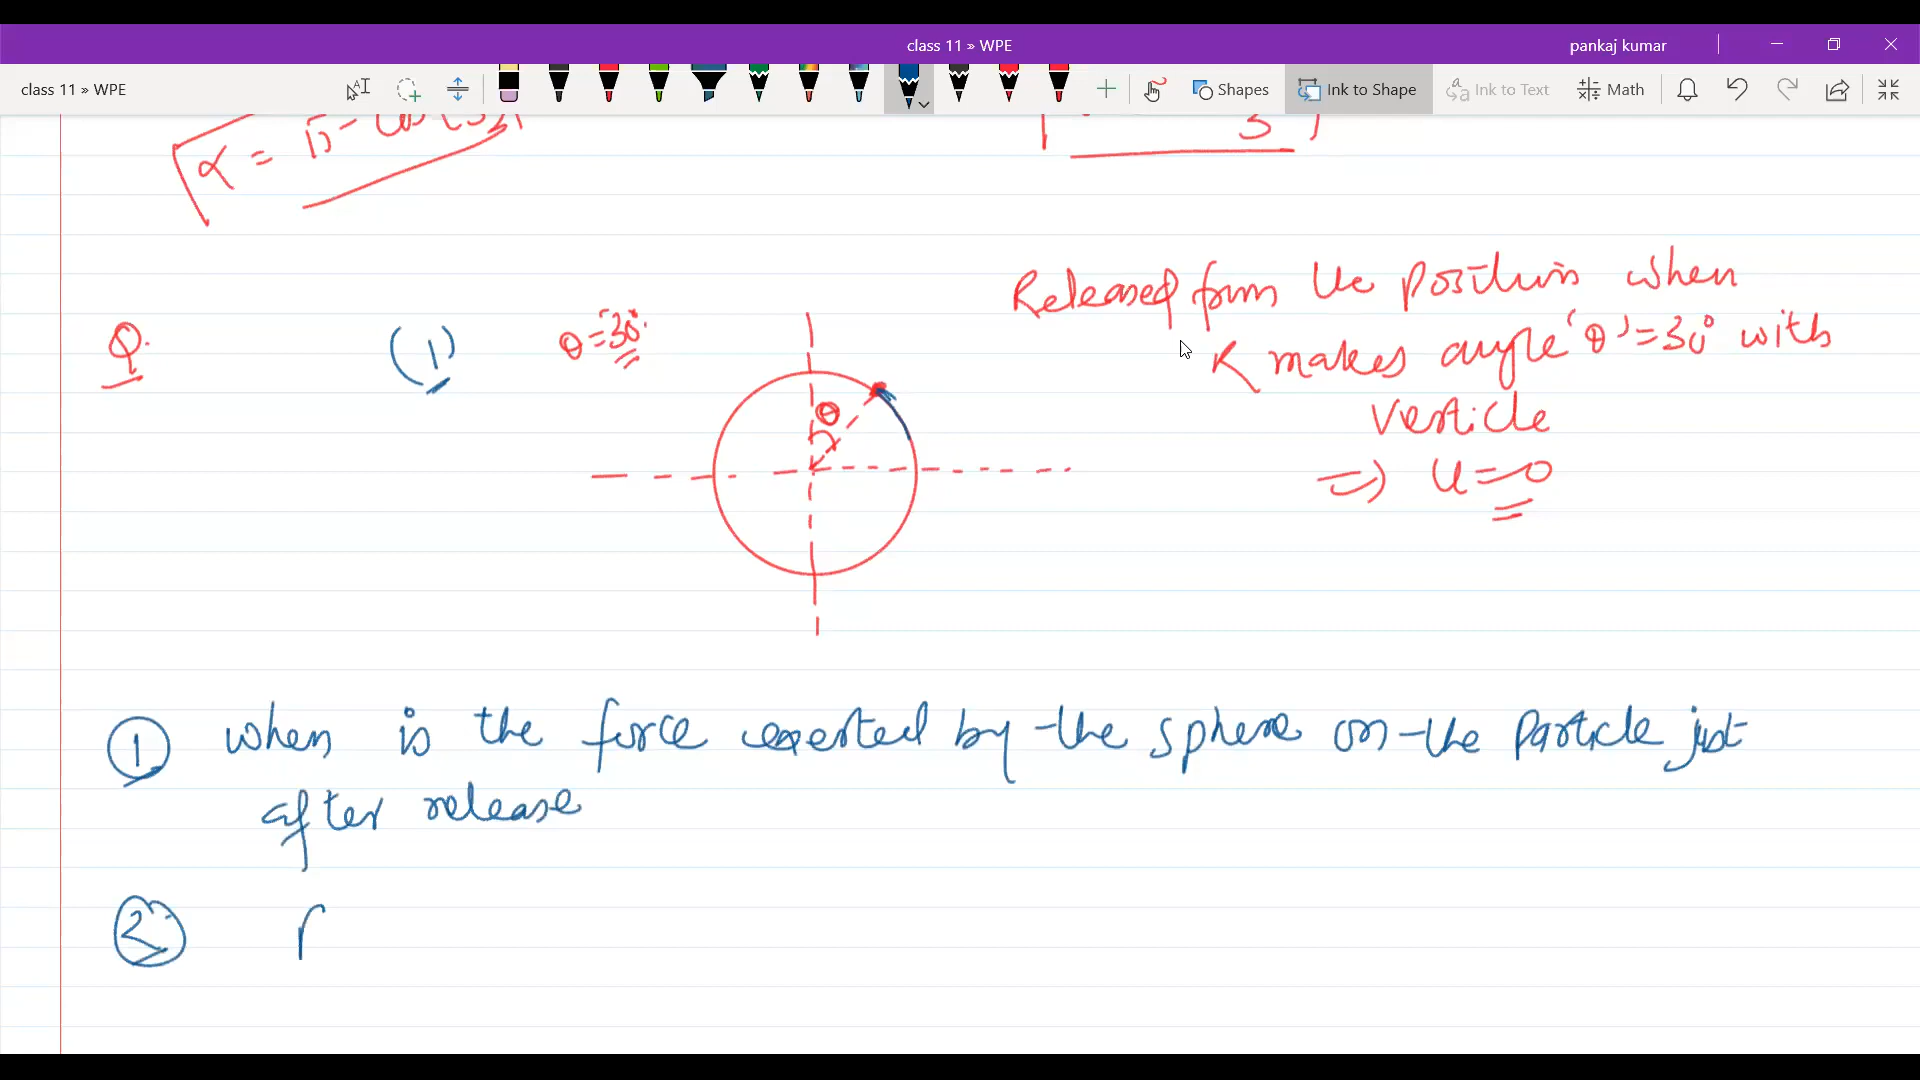 class 11 » WPE
pankaj kumar
class 11 » WPE
Shapes
Ink to Shape
Ink to Text
Math
α = π - cos
3
Q. (1) θ = 30°
Released from the position when
R makes angle 'θ' = 30° with
verticle
⇒ u = 0
θ
1 when is the force exerted by the sphere on the particle just
after release
2